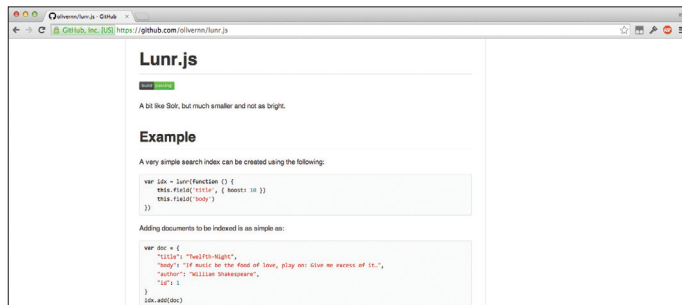 olivernn/lunr.js · GitHub
GitHub, Inc. [US] https://github.com/olivernn/lunr.js
Lunr.js
build passing
A bit like Solr, but much smaller and not as bright.
Example
A very simple search index can be created using the following:
var idx = lunr(function () {
this.field('title', { boost: 10 })
this.field('body')
})
Adding documents to be indexed is as simple as:
var doc = {
"title": "Twelfth-Night",
"body": "If music be the food of love, play on: Give me excess of it…",
"author": "William Shakespeare",
"id": 1
}
idx.add(doc)